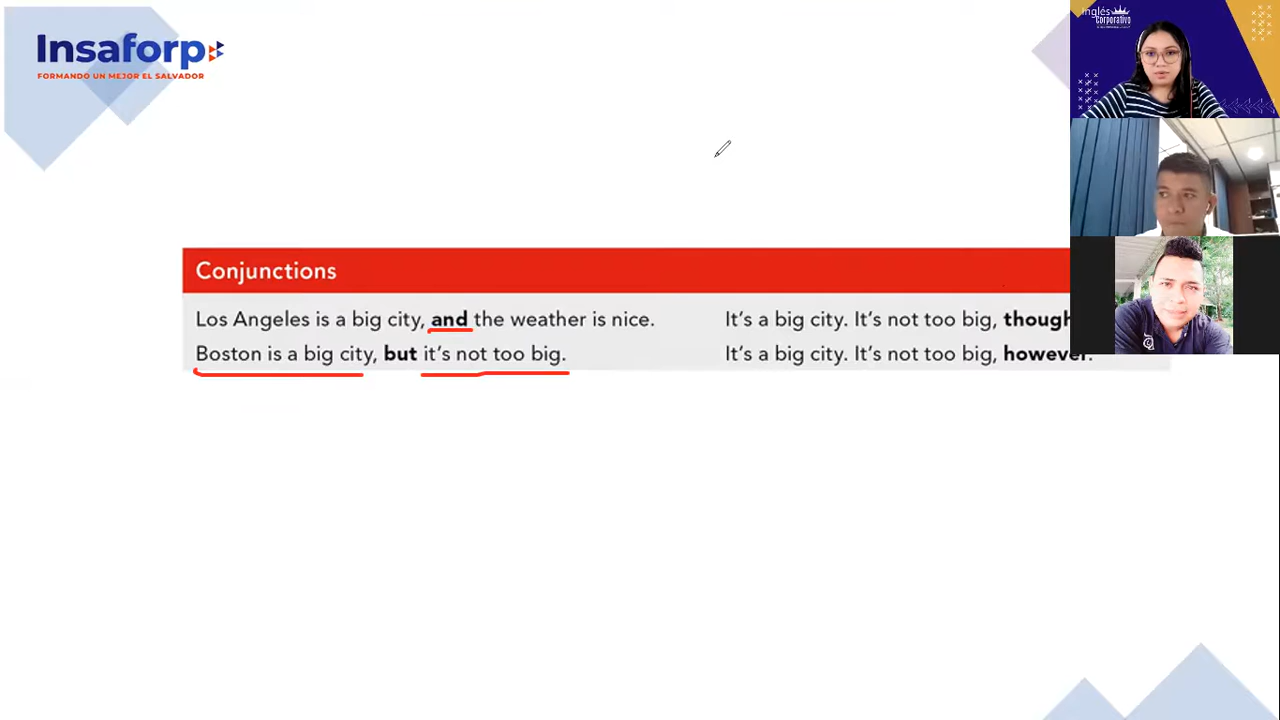 Insaforp
FORMANDO UN MEJOR EL SALVADOR
inglés
corporativo
Conjunctions
Los Angeles is a big city, and the weather is nice.
It's a big city. It's not too big, though
Boston is a big city, but it's not too big.
It's a big city. It's not too big, however.